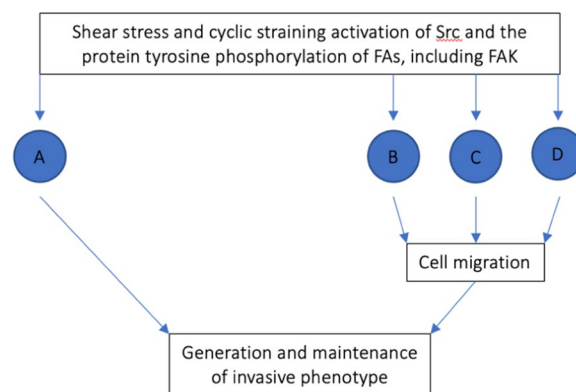 Shear stress and cyclic straining activation of Src and the
protein tyrosine phosphorylation of FAs, including FAK
A
B
C
D
Cell migration
Generation and maintenance
of invasive phenotype